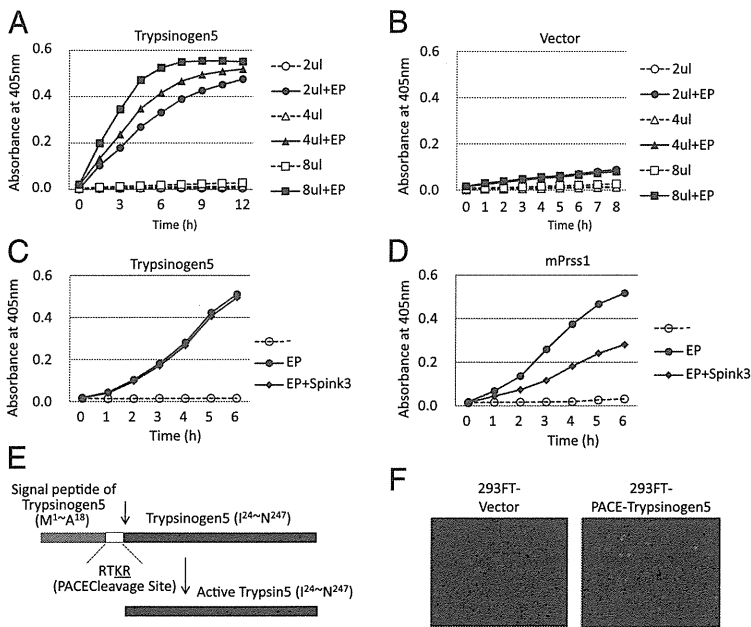 A
Trypsinogen5
Absorbance at 405nm
0.6
0.4
0.2
0.0
0 3 6 9 12
Time (h)
2ul
2ul+EP
4ul
4ul+EP
8ul
8ul+EP
B
Vector
Absorbance at 405nm
0.6
0.4
0.2
0.0
0 1 2 3 4 5 6 7 8
Time (h)
2ul
2ul+EP
4ul
4ul+EP
8ul
8ul+EP
C
Trypsinogen5
Absorbance at 405nm
0.6
0.4
0.2
0.0
0 1 2 3 4 5 6
Time (h)
-
EP
EP+Spink3
D
mPrss1
Absorbance at 405nm
0.6
0.4
0.2
0.0
0 1 2 3 4 5 6
Time (h)
-
EP
EP+Spink3
E
Signal peptide of
Trypsinogen5
(M1~A18)
Trypsinogen5 (I24~N247)
RTKR
(PACECleavage Site)
Active Trypsin5 (I24~N247)
F
293FT-
Vector
293FT-
PACE-Trypsinogen5